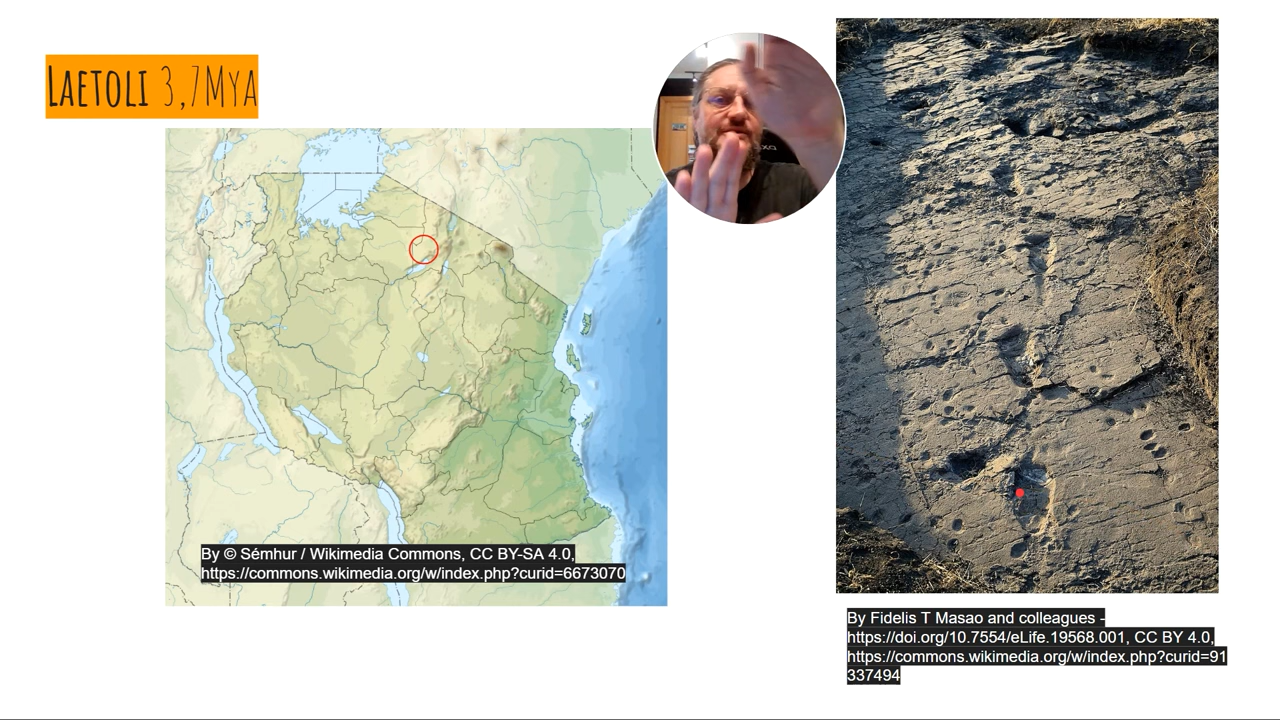 LAETOLI 3,7MYA
By © Sémhur / Wikimedia Commons, CC BY-SA 4.0,
https://commons.wikimedia.org/w/index.php?curid=6673070
By Fidelis T Masao and colleagues -
https://doi.org/10.7554/eLife.19568.001, CC BY 4.0,
https://commons.wikimedia.org/w/index.php?curid=91
337494